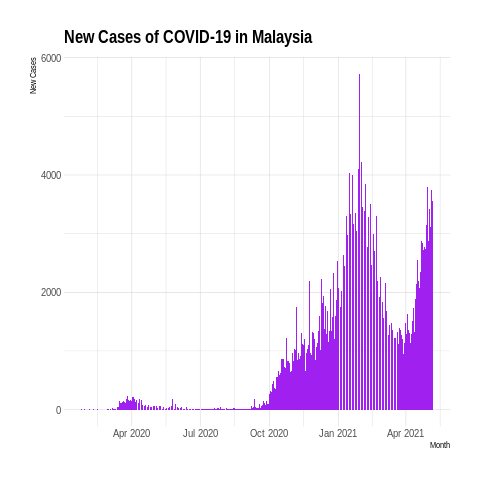 New Cases of COVID-19 in Malaysia
New Cases
6000
4000
2000
0
Apr 2020 Jul 2020 Oct 2020 Jan 2021 Apr 2021
Month